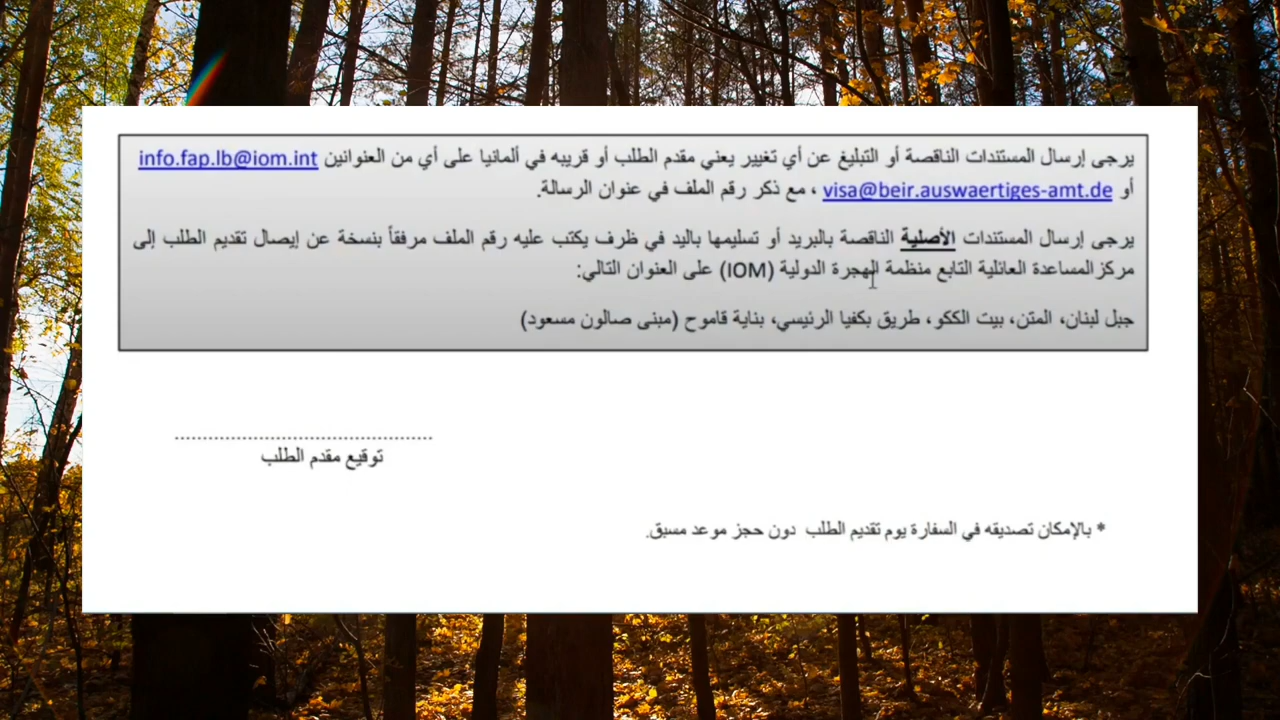 يرجى إرسال المستندات الناقصة أو التبليغ عن أي تغيير يعني مقدم الطلب أو قريبه في ألمانيا على أي من العنوانين info.fap.lb@iom.int
أو visa@beir.auswaertiges-amt.de ، مع ذكر رقم الملف في عنوان الرسالة.
يرجى إرسال المستندات الأصلية الناقصة بالبريد أو تسليمها باليد في ظرف يكتب عليه رقم الملف مرفقاً بنسخة عن إيصال تقديم الطلب إلى
مركز المساعدة العائلية التابع منظمة الهجرة الدولية (IOM) على العنوان التالي:
جبل لبنان، المتن، بيت الككو، طريق بكفيا الرئيسي، بناية قاموح (مبنى صالون مسعود)
توقيع مقدم الطلب
* بالإمكان تصديقه في السفارة يوم تقديم الطلب دون حجز موعد مسبق.